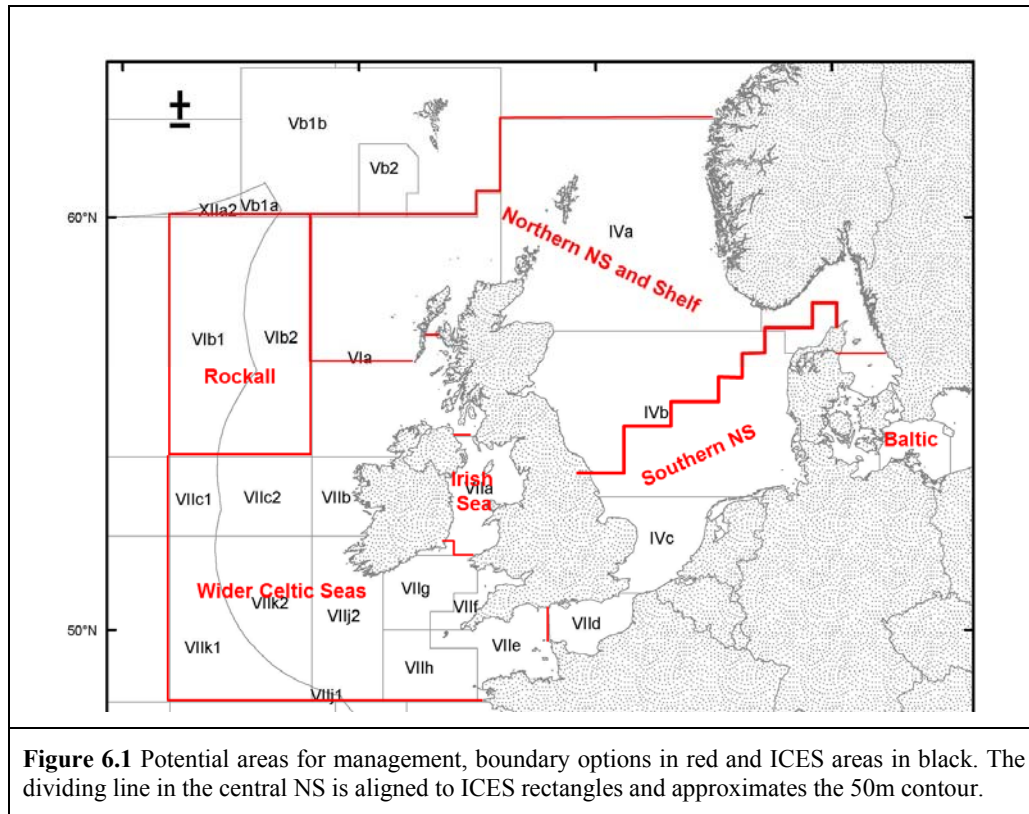 Vb1b
Vb2
XIIa2
Vb1a
60°N
Northern NS and Shelf
IVa
VIb1
VIb2
VIa
Rockall
IVb
Southern NS
Baltic
VIIc1
VIIc2
VIIb
Irish
VIIa
Sea
IVc
Wider Celtic Seas
VIIk2
VIIg
VIIj2
VIIf
VIId
50°N
VIIk1
VIIe
VIIh
VIIj1
Figure 6.1 Potential areas for management, boundary options in red and ICES areas in black. The
dividing line in the central NS is aligned to ICES rectangles and approximates the 50m contour.